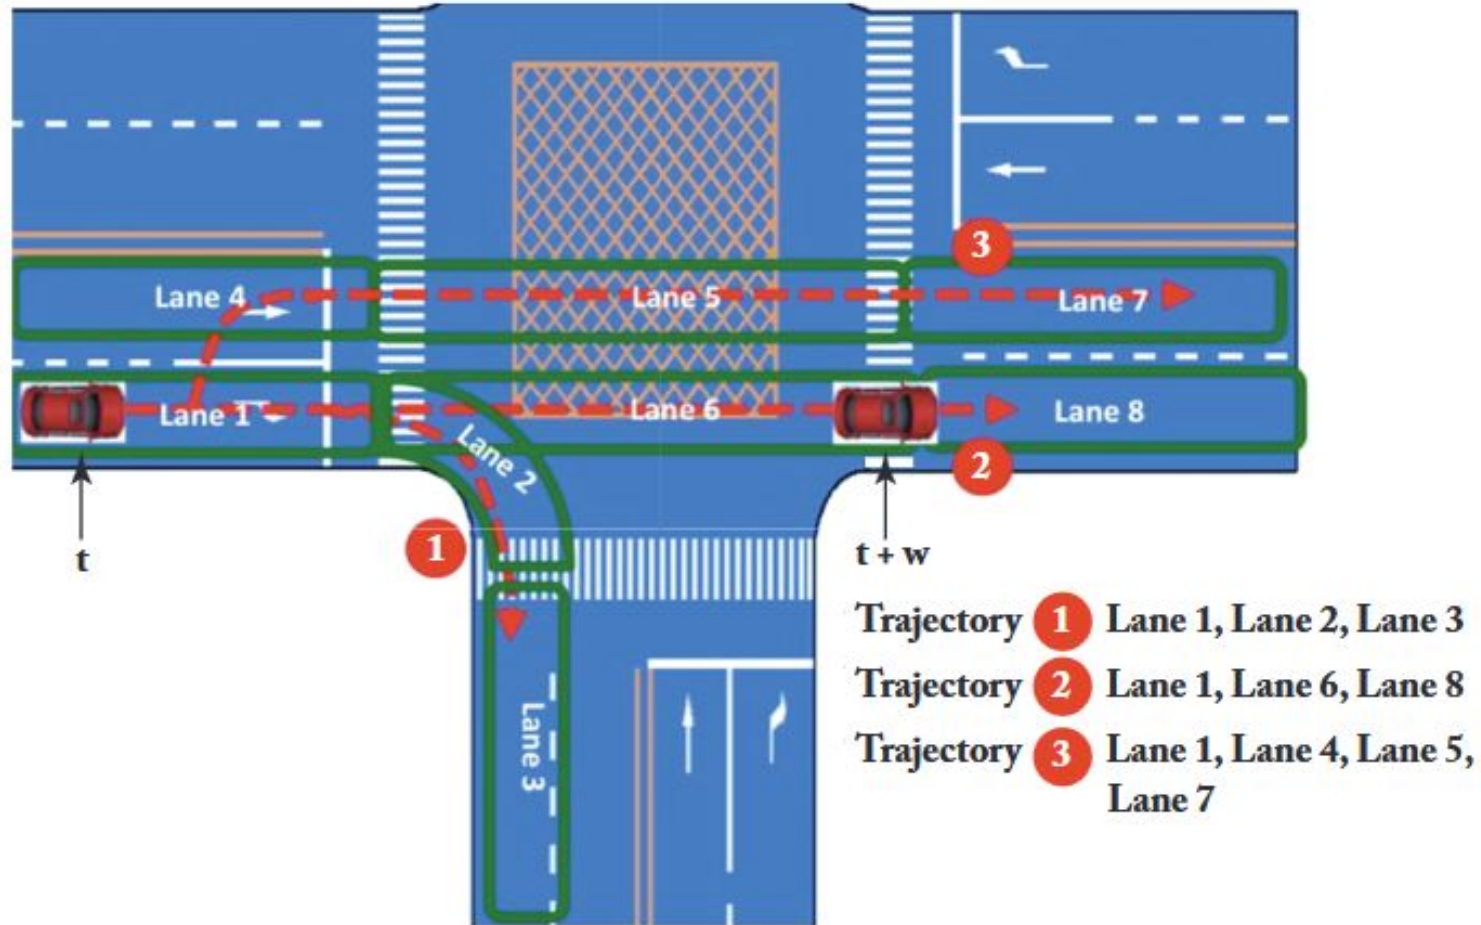 3
Lane 4
Lane 5
Lane 7
Lane 1
Lane 6
Lane 8
Lane 2
2
1
t
t + w
Lane 3
Trajectory 1 Lane 1, Lane 2, Lane 3
Trajectory 2 Lane 1, Lane 6, Lane 8
Trajectory 3 Lane 1, Lane 4, Lane 5,
Lane 7